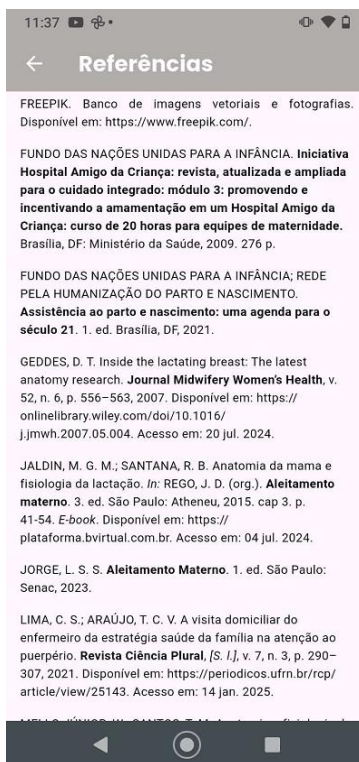 11:37
Referências
FREEPIK. Banco de imagens vetoriais e fotografias.
Disponível em: https://www.freepik.com/.
FUNDO DAS NAÇÕES UNIDAS PARA A INFÂNCIA. Iniciativa
Hospital Amigo da Criança: revista, atualizada e ampliada
para o cuidado integrado: módulo 3: promovendo e
incentivando a amamentação em um Hospital Amigo da
Criança: curso de 20 horas para equipes de maternidade.
Brasília, DF: Ministério da Saúde, 2009. 276 p.
FUNDO DAS NAÇÕES UNIDAS PARA A INFÂNCIA; REDE
PELA HUMANIZAÇÃO DO PARTO E NASCIMENTO.
Assistência ao parto e nascimento: uma agenda para o
século 21. 1. ed. Brasília, DF, 2021.
GEDDES, D. T. Inside the lactating breast: The latest
anatomy research. Journal Midwifery Women's Health, v.
52, n. 6, p. 556–563, 2007. Disponível em: https://
onlinelibrary.wiley.com/doi/10.1016/
j.jmwh.2007.05.004. Acesso em: 20 jul. 2024.
JALDIN, M. G. M.; SANTANA, R. B. Anatomia da mama e
fisiologia da lactação. In: REGO, J. D. (org.). Aleitamento
materno. 3. ed. São Paulo: Atheneu, 2015. cap 3. p.
41-54. E-book. Disponível em: https://
plataforma.bvirtual.com.br. Acesso em: 04 jul. 2024.
JORGE, L. S. S. Aleitamento Materno. 1. ed. São Paulo:
Senac, 2023.
LIMA, C. S.; ARAÚJO, T. C. V. A visita domiciliar do
enfermeiro da estratégia saúde da família na atenção ao
puerpério. Revista Ciência Plural, [S. l.], v. 7, n. 3, p. 290–
307, 2021. Disponível em: https://periodicos.ufrn.br/rcp/
article/view/25143. Acesso em: 14 jan. 2025.